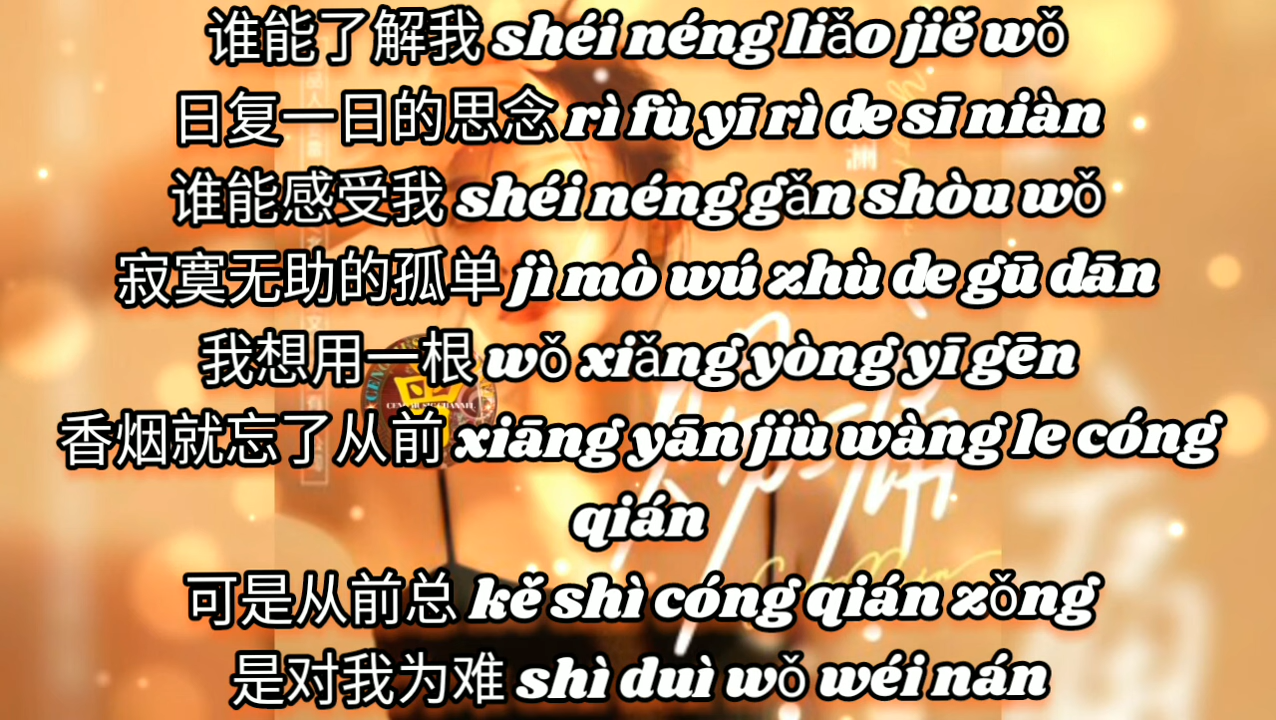 谁能了解我 shéi néng liǎo jiě wǒ
日复一日的思念 rì fù yī rì de sī niàn
谁能感受我 shéi néng gǎn shòu wǒ
寂寞无助的孤单 jì mò wú zhù de gū dān
我想用一根 wǒ xiǎng yòng yī gēn
香烟就忘了从前 xiāng yān jiù wàng le cóng
qián
可是从前总 kě shì cóng qián zǒng
是对我为难 shì duì wǒ wéi nán